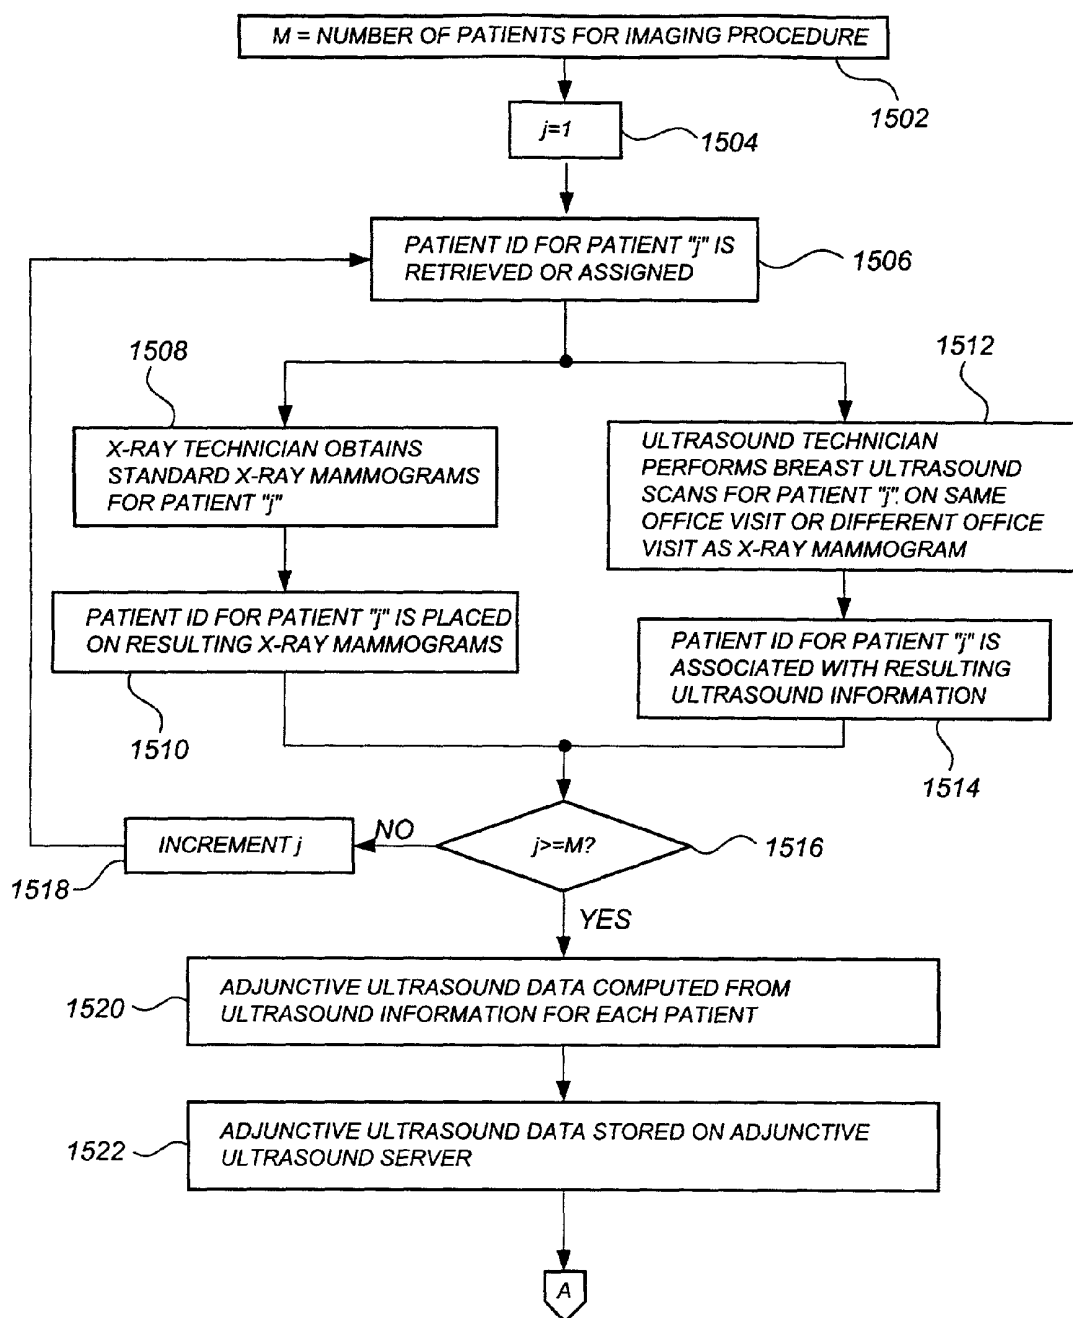 M = NUMBER OF PATIENTS FOR IMAGING PROCEDURE
1502
j=1
1504
PATIENT ID FOR PATIENT "j" IS
RETRIEVED OR ASSIGNED
1506
1508
X-RAY TECHNICIAN OBTAINS
STANDARD X-RAY MAMMOGRAMS
FOR PATIENT "j"
1512
ULTRASOUND TECHNICIAN
PERFORMS BREAST ULTRASOUND
SCANS FOR PATIENT "j". ON SAME
OFFICE VISIT OR DIFFERENT OFFICE
VISIT AS X-RAY MAMMOGRAM
PATIENT ID FOR PATIENT "j" IS PLACED
ON RESULTING X-RAY MAMMOGRAMS
1510
PATIENT ID FOR PATIENT "j" IS
ASSOCIATED WITH RESULTING
ULTRASOUND INFORMATION
1514
j>=M?
1516
NO
INCREMENT j
1518
YES
ADJUNCTIVE ULTRASOUND DATA COMPUTED FROM
ULTRASOUND INFORMATION FOR EACH PATIENT
1520
ADJUNCTIVE ULTRASOUND DATA STORED ON ADJUNCTIVE
ULTRASOUND SERVER
1522
A